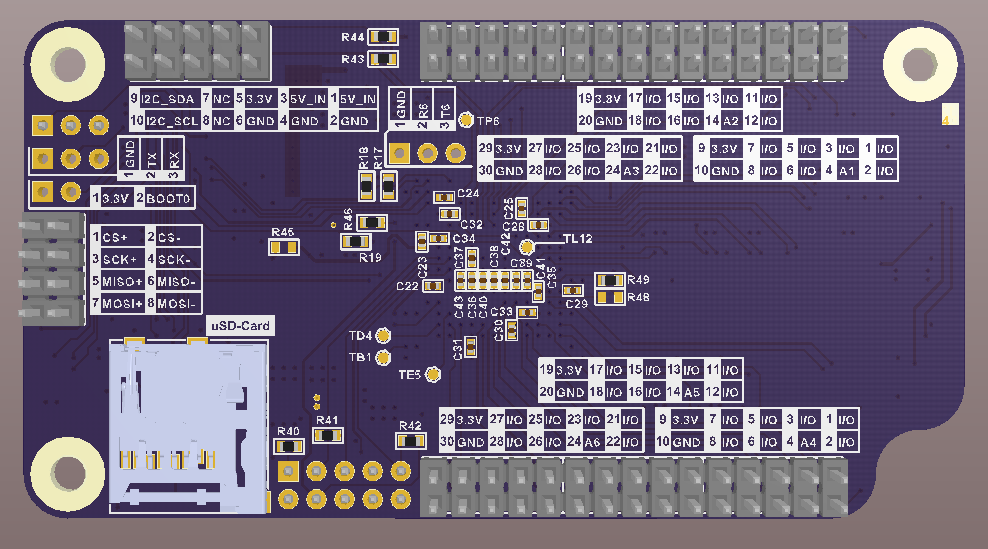 R44
R43
9 I2C_SDA 7 NC 5 3.3V 3 5V_IN 1 5V_IN
10 I2C_SCL 8 NC 6 GND 4 GND 2 GND
1 GND
2 R6
3 T6
TP6
19 3.3V 17 I/O 15 I/O 13 I/O 11 I/O
20 GND 18 I/O 16 I/O 14 A2 12 I/O
4
1 GND
2 TX
3 RX
R18
R17
29 3.3V 27 I/O 25 I/O 23 I/O 21 I/O
30 GND 28 I/O 26 I/O 24 A3 22 I/O
9 3.3V 7 I/O 5 I/O 3 I/O 1 I/O
10 GND 8 I/O 6 I/O 4 A1 2 I/O
1 3.3V 2 BOOT0
C24
C32
C25
C26
R46
R45
R19
C34
C23
C37
C38
C42
C39
TL12
C41
C35
1 CS+ 2 CS-
3 SCK+ 4 SCK-
5 MISO+ 6 MISO-
7 MOSI+ 8 MOSI-
C22
C43
C36
C40
C33
C29
R49
R48
C30
C31
uSD-Card
TD4
TB1
TE5
19 3.3V 17 I/O 15 I/O 13 I/O 11 I/O
20 GND 18 I/O 16 I/O 14 A5 12 I/O
29 3.3V 27 I/O 25 I/O 23 I/O 21 I/O
30 GND 28 I/O 26 I/O 24 A6 22 I/O
9 3.3V 7 I/O 5 I/O 3 I/O 1 I/O
10 GND 8 I/O 6 I/O 4 A4 2 I/O
R40
R41
R42